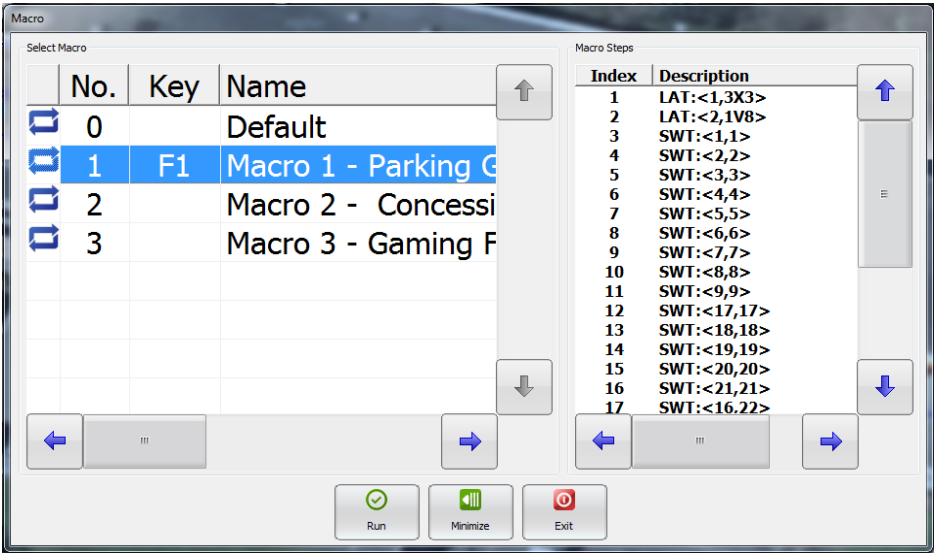 Macro
Select Macro
No. Key Name
0 Default
1 F1 Macro 1 - Parking G
2 Macro 2 - Concessi
3 Macro 3 - Gaming F
Macro Steps
Index Description
1 LAT:<1,3X3>
2 LAT:<2,1V8>
3 SWT:<1,1>
4 SWT:<2,2>
5 SWT:<3,3>
6 SWT:<4,4>
7 SWT:<5,5>
8 SWT:<6,6>
9 SWT:<7,7>
10 SWT:<8,8>
11 SWT:<9,9>
12 SWT:<17,17>
13 SWT:<18,18>
14 SWT:<19,19>
15 SWT:<20,20>
16 SWT:<21,21>
17 SWT:<16,22>
Run Minimize Exit